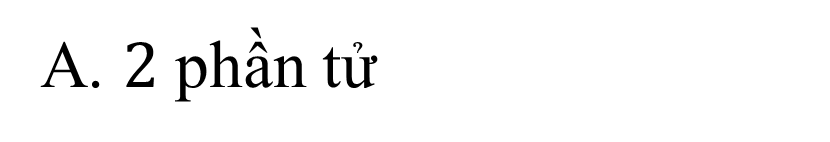 A. 2 phần tử